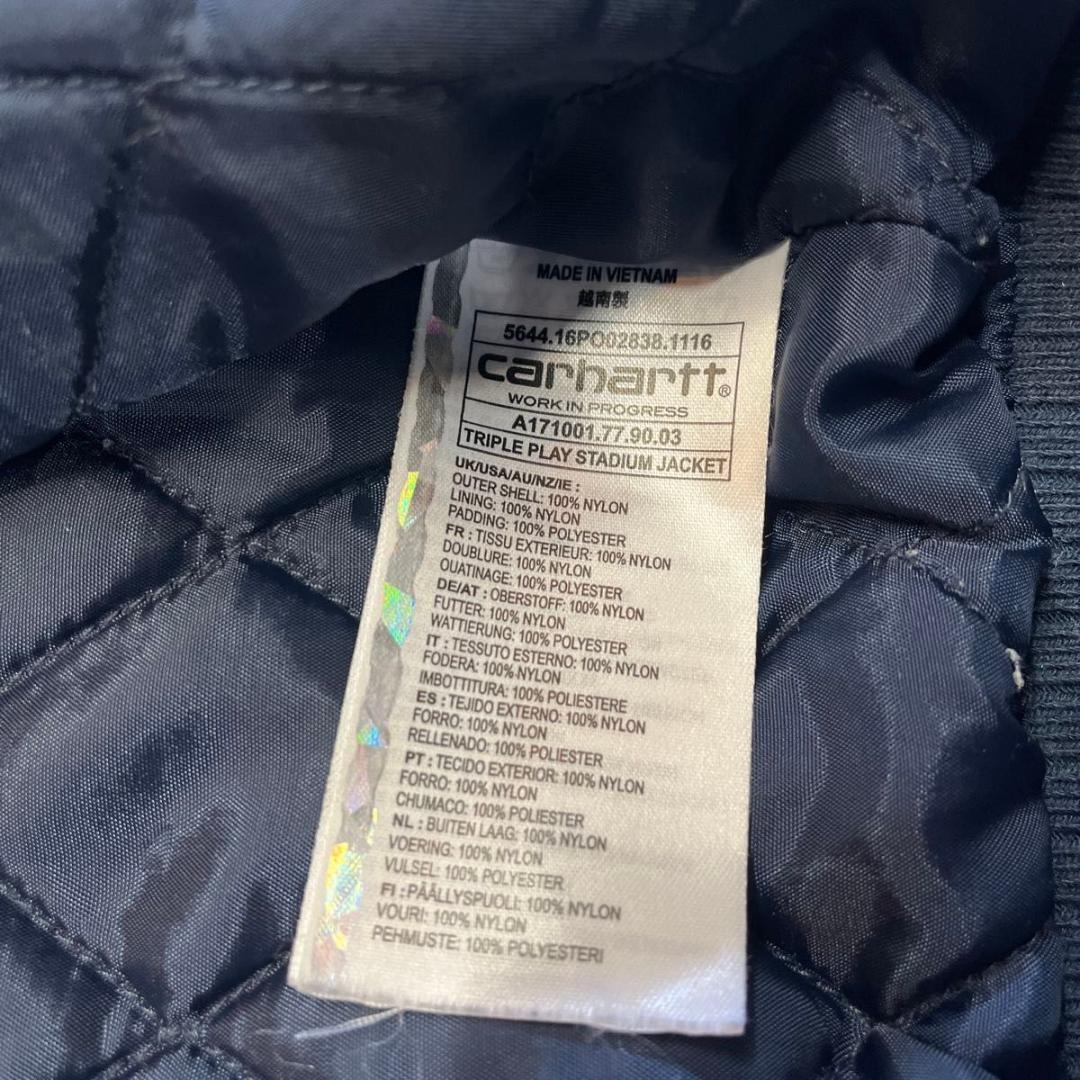 MADE IN VIETNAM
越南製
5644.16PO02838.1116
carhartt®
WORK IN PROGRESS
A171001.77.90.03
TRIPLE PLAY STADIUM JACKET
UK/USA/AU/NZ/IE :
OUTER SHELL: 100% NYLON
LINING: 100% NYLON
PADDING: 100% POLYESTER
FR : TISSU EXTERIEUR: 100% NYLON
DOUBLURE: 100% NYLON
OUATINAGE: 100% POLYESTER
DE/AT : OBERSTOFF: 100% NYLON
FUTTER: 100% NYLON
WATTIERUNG: 100% POLYESTER
IT : TESSUTO ESTERNO: 100% NYLON
FODERA: 100% NYLON
IMBOTTITURA: 100% POLIESTERE
ES : TEJIDO EXTERNO: 100% NYLON
FORRO: 100% NYLON
RELLENADO: 100% POLIESTER
PT : TECIDO EXTERIOR: 100% NYLON
FORRO: 100% NYLON
CHUMACO: 100% POLIESTER
NL : BUITEN LAAG: 100% NYLON
VOERING: 100% NYLON
VULSEL: 100% POLYESTER
FI : PÄÄLLYSPUOLI: 100% NYLON
VOURI: 100% NYLON
PEHMUSTE: 100% POLYESTERI